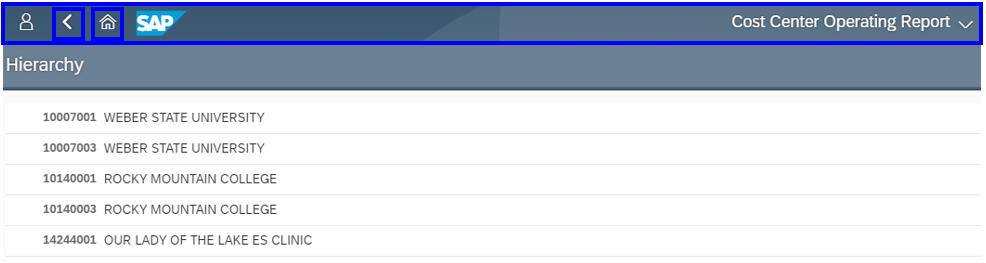 SAP Cost Center Operating Report
Hierarchy
10007001 WEBER STATE UNIVERSITY
10007003 WEBER STATE UNIVERSITY
10140001 ROCKY MOUNTAIN COLLEGE
10140003 ROCKY MOUNTAIN COLLEGE
14244001 OUR LADY OF THE LAKE ES CLINIC